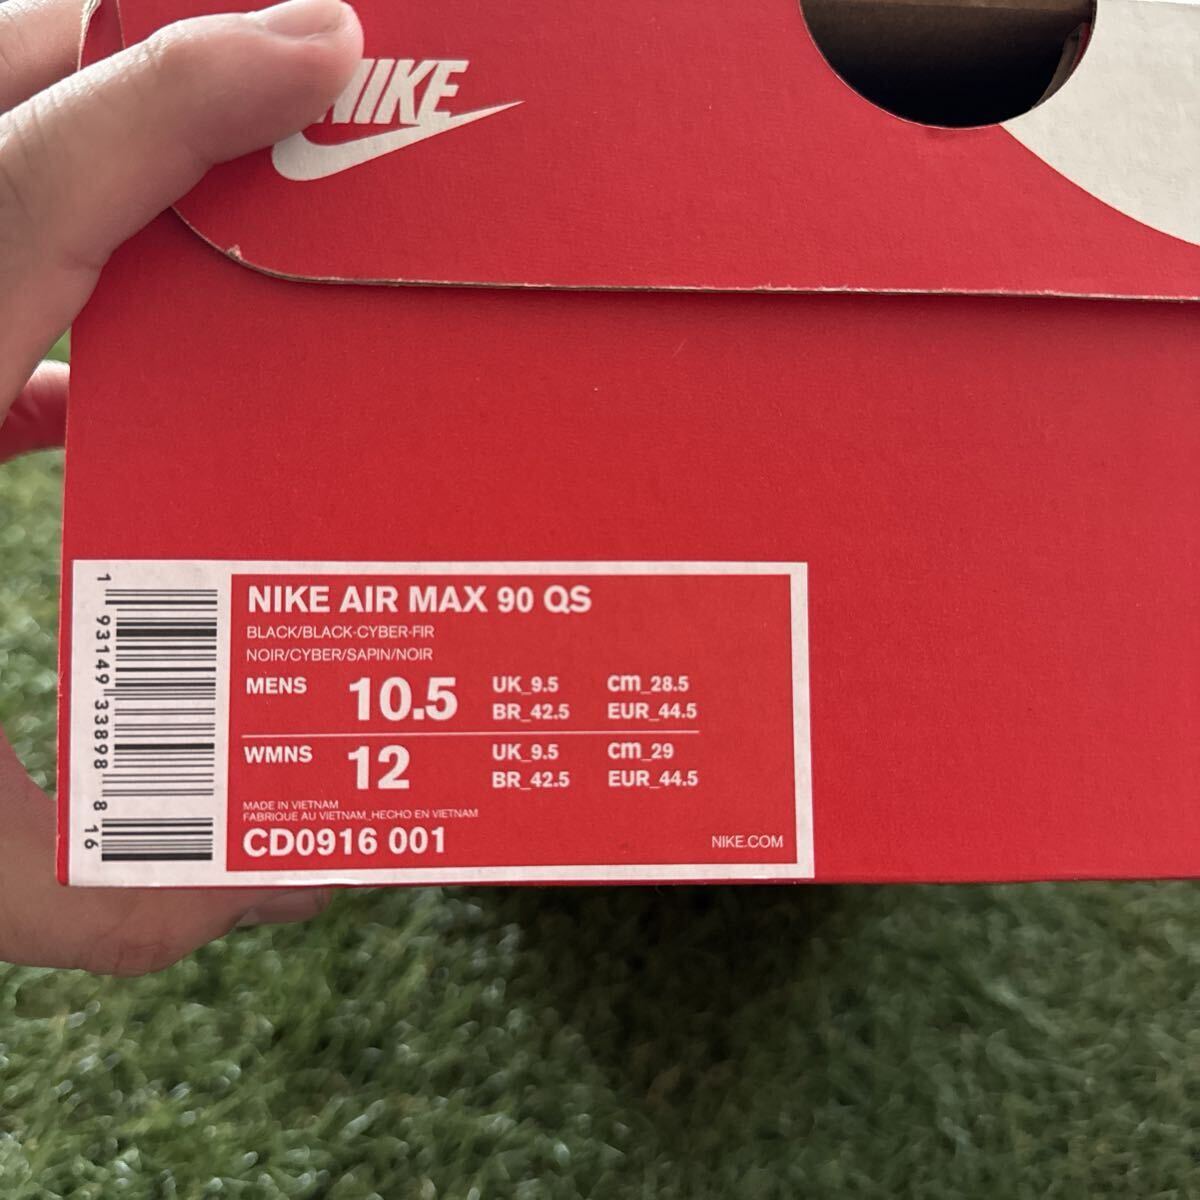 NIKE
NIKE AIR MAX 90 QS
BLACK/BLACK-CYBER-FIR
NOIR/CYBER/SAPIN/NOIR
MENS 10.5 UK_9.5 cm_28.5
BR_42.5 EUR_44.5
WMNS 12 UK_9.5 cm_29
BR_42.5 EUR_44.5
MADE IN VIETNAM
FABRIQUE AU VIETNAM_HECHO EN VIETNAM
CD0916 001
NIKE.COM
1 93149 33898 8 16